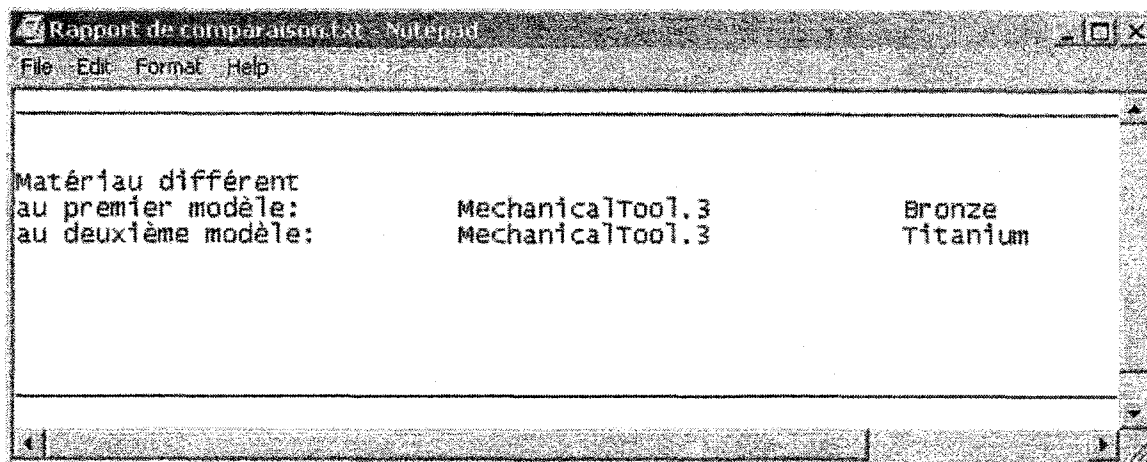 Rapport de comparaison.txt - Notepad
File Edit Format Help
Matériau différent
au premier modèle: MechanicalTool.3 Bronze
au deuxième modèle: MechanicalTool.3 Titanium